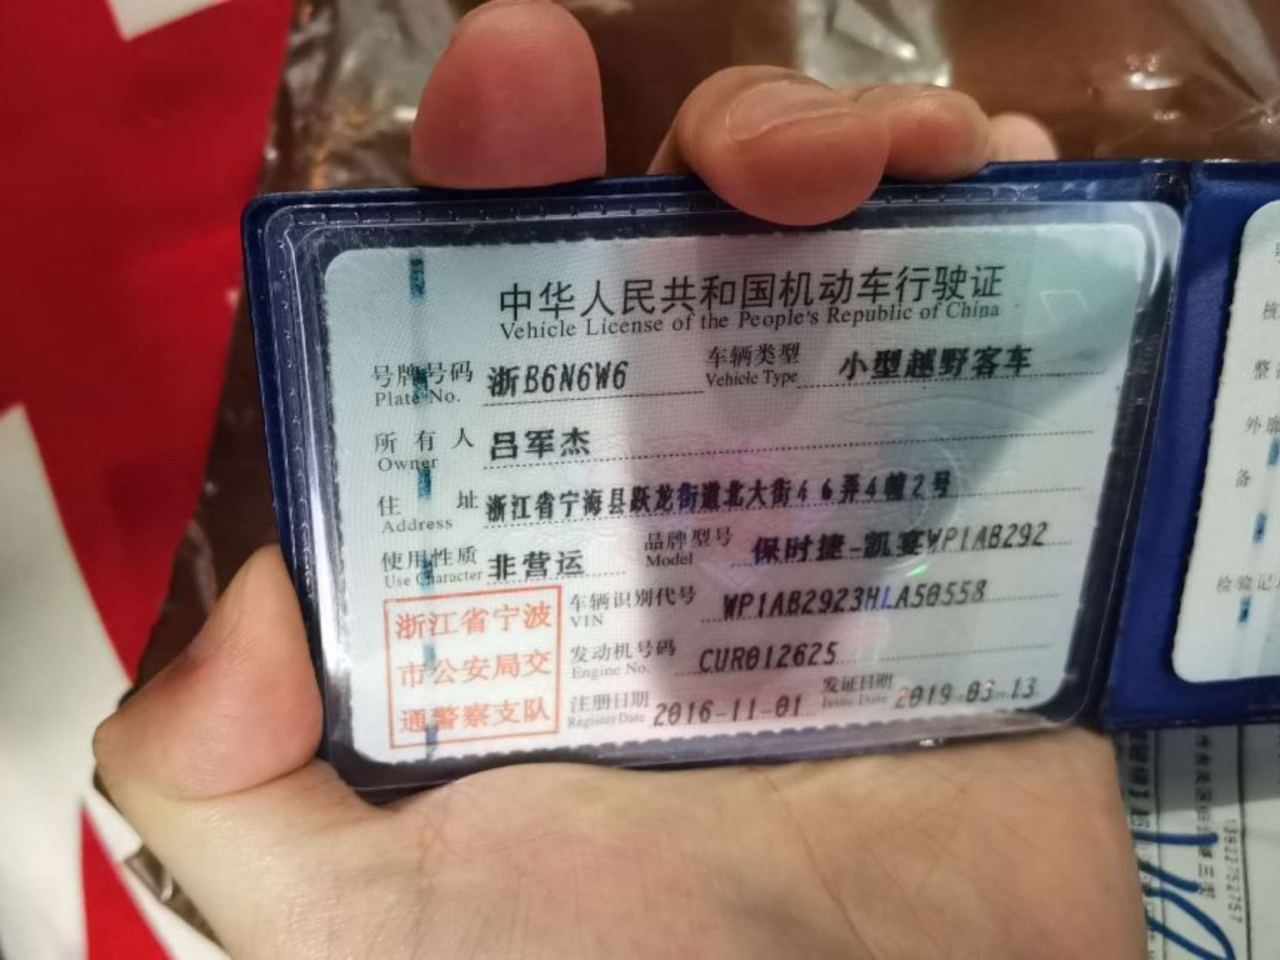 中华人民共和国机动车行驶证
Vehicle License of the People's Republic of China
号牌号码 浙B6N6W6 车辆类型 小型越野客车
Plate No. Vehicle Type
所有人 吕军杰
Owner
住址 浙江省宁海县跃龙街道北大街46弄4幢2号
Address
使用性质 非营运 品牌型号 保时捷-凯宴WP1AB292
Use Character Model
浙江省宁波
市公安局交
通警察支队
车辆识别代号 WP1AB2923HLA50558
VIN
发动机号码 CUR012625
Engine No.
注册日期 2016-11-01 发证日期 2019-03-13
Register Date Issue Date
核
整
外廓
备
检验记